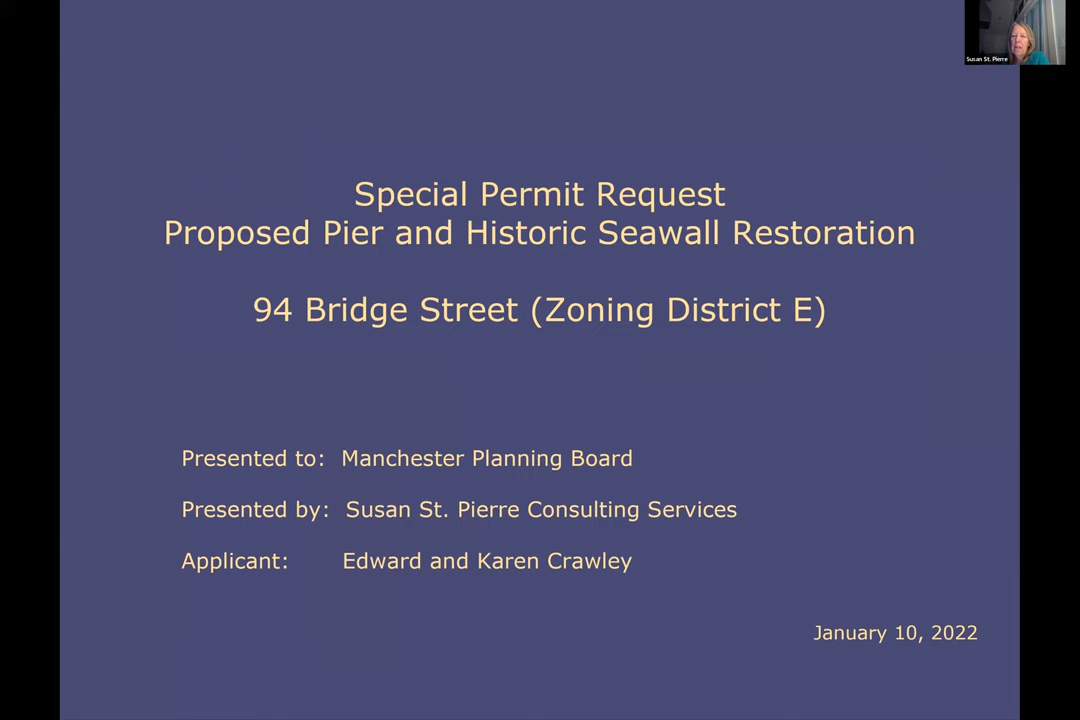 Susan St. Pierre
Special Permit Request
Proposed Pier and Historic Seawall Restoration
94 Bridge Street (Zoning District E)
Presented to: Manchester Planning Board
Presented by: Susan St. Pierre Consulting Services
Applicant: Edward and Karen Crawley
January 10, 2022